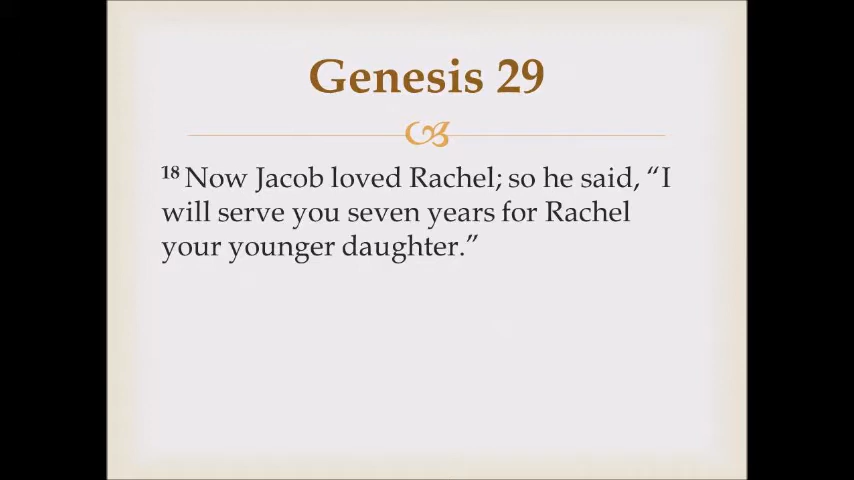 Genesis 29
18 Now Jacob loved Rachel; so he said, “I
will serve you seven years for Rachel
your younger daughter.”